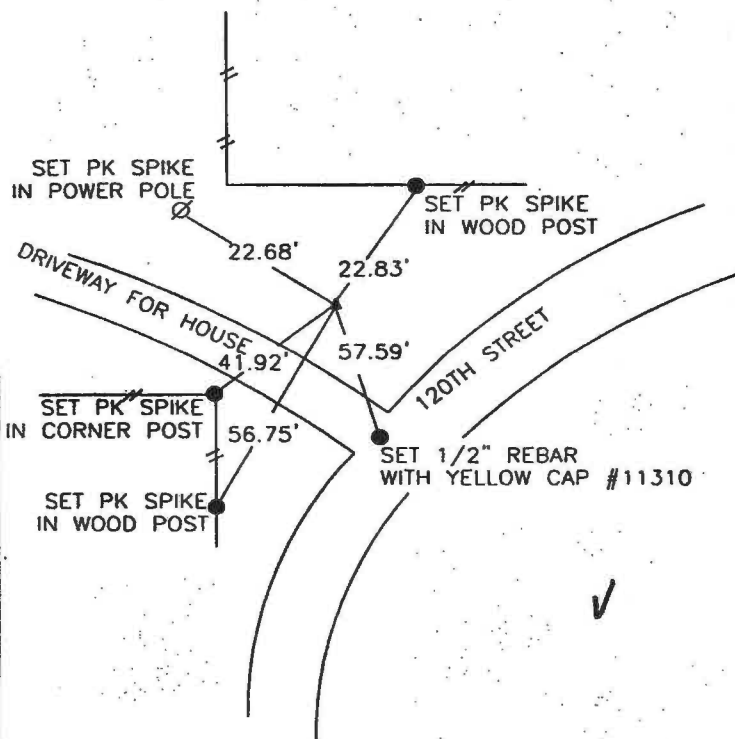 SET PK SPIKE
IN POWER POLE
SET PK SPIKE
IN WOOD POST
22.68'
22.83'
DRIVEWAY FOR HOUSE
120TH STREET
57.59'
41.92'
SET PK SPIKE
IN CORNER POST
56.75'
SET 1/2" REBAR
WITH YELLOW CAP #11310
SET PK SPIKE
IN WOOD POST